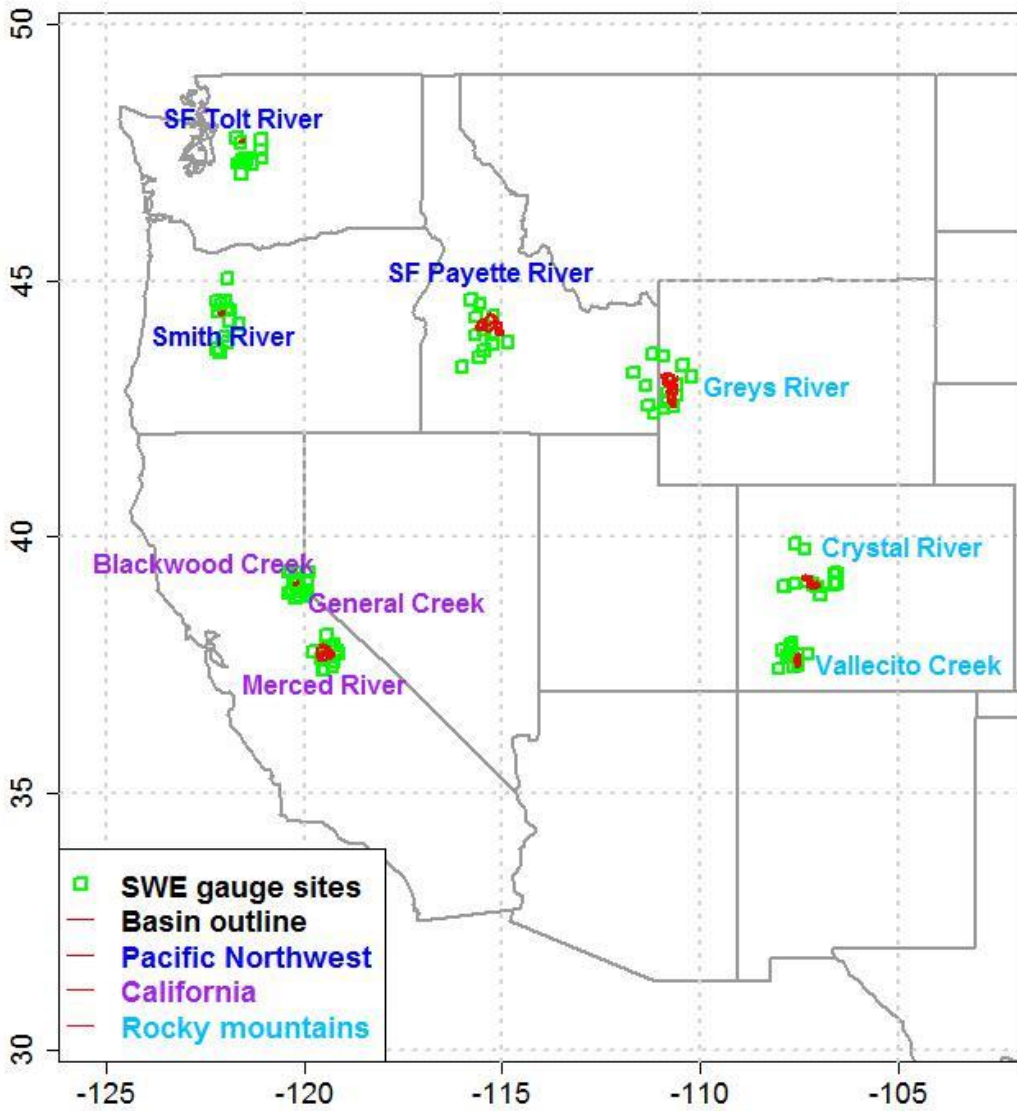 50
SF Tolt River
45
SF Payette River
Smith River
Greys River
40
Crystal River
Blackwood Creek
General Creek
Vallecito Creek
Merced River
35
SWE gauge sites
Basin outline
Pacific Northwest
California
Rocky mountains
30
-125 -120 -115 -110 -105